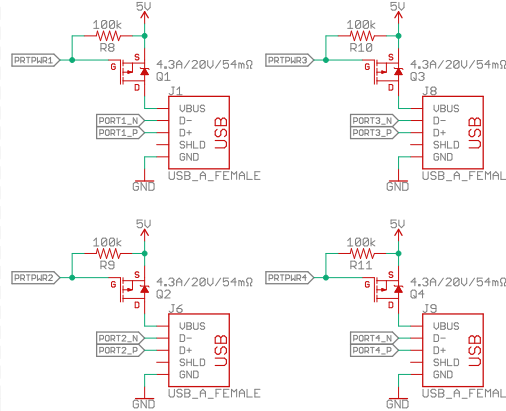 5V 5V
100k 100k
PRTPWR1 R8 PRTPWR3 R10
G S 4.3A/20V/54mΩ G S 4.3A/20V/54mΩ
D Q1 D Q3
J1 J8
VBUS VBUS
PORT1_N D- PORT3_N D-
PORT1_P D+ PORT3_P D+
SHLD SHLD
GND GND
USB USB
GND USB_A_FEMALE GND USB_A_FEMAL
5V 5V
100k 100k
PRTPWR2 R9 PRTPWR4 R11
G S 4.3A/20V/54mΩ G S 4.3A/20V/54mΩ
D Q2 D Q4
J6 J9
VBUS VBUS
PORT2_N D- PORT4_N D-
PORT2_P D+ PORT4_P D+
SHLD SHLD
GND GND
USB USB
GND USB_A_FEMALE GND USB_A_FEMAL